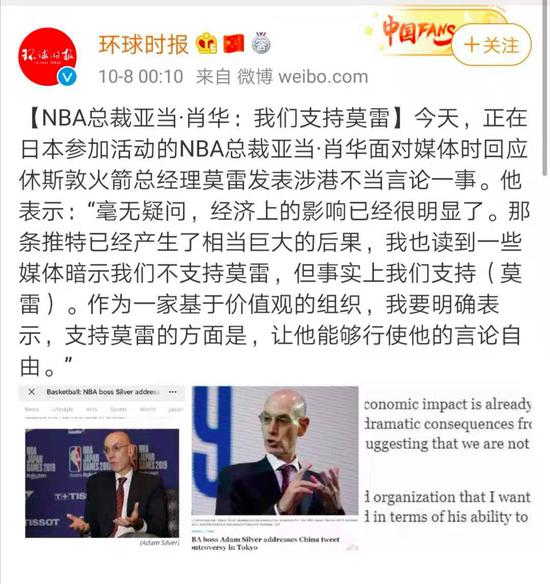 中国FANS
环球时报
环球时报
+关注
10-8 00:10 来自 微博 weibo.com
【NBA总裁亚当·肖华：我们支持莫雷】今天，正在
日本参加活动的NBA总裁亚当·肖华面对媒体时回应
休斯敦火箭总经理莫雷发表涉港不当言论一事。他
表示：“毫无疑问，经济上的影响已经很明显了。那
条推特已经产生了相当巨大的后果，我也读到一些
媒体暗示我们不支持莫雷，但事实上我们支持（莫
雷）。作为一家基于价值观的组织，我要明确表
示，支持莫雷的方面是，让他能够行使他的言论自
由。”
Basketball: NBA boss Silver address
News Lifestyle Arts Sports World Japan
NBA
JAPAN
GAMES 2019
Rakuten
NBA
JAPAN
GAMES 2019
T+TIS
TISSOT
(Adam Silver)
BA boss Adam Silver addresses China tweet
ontroversy in Tokyo
conomic impact is already
dramatic consequences fr
uggesting that we are not
d organization that I want
d in terms of his ability to